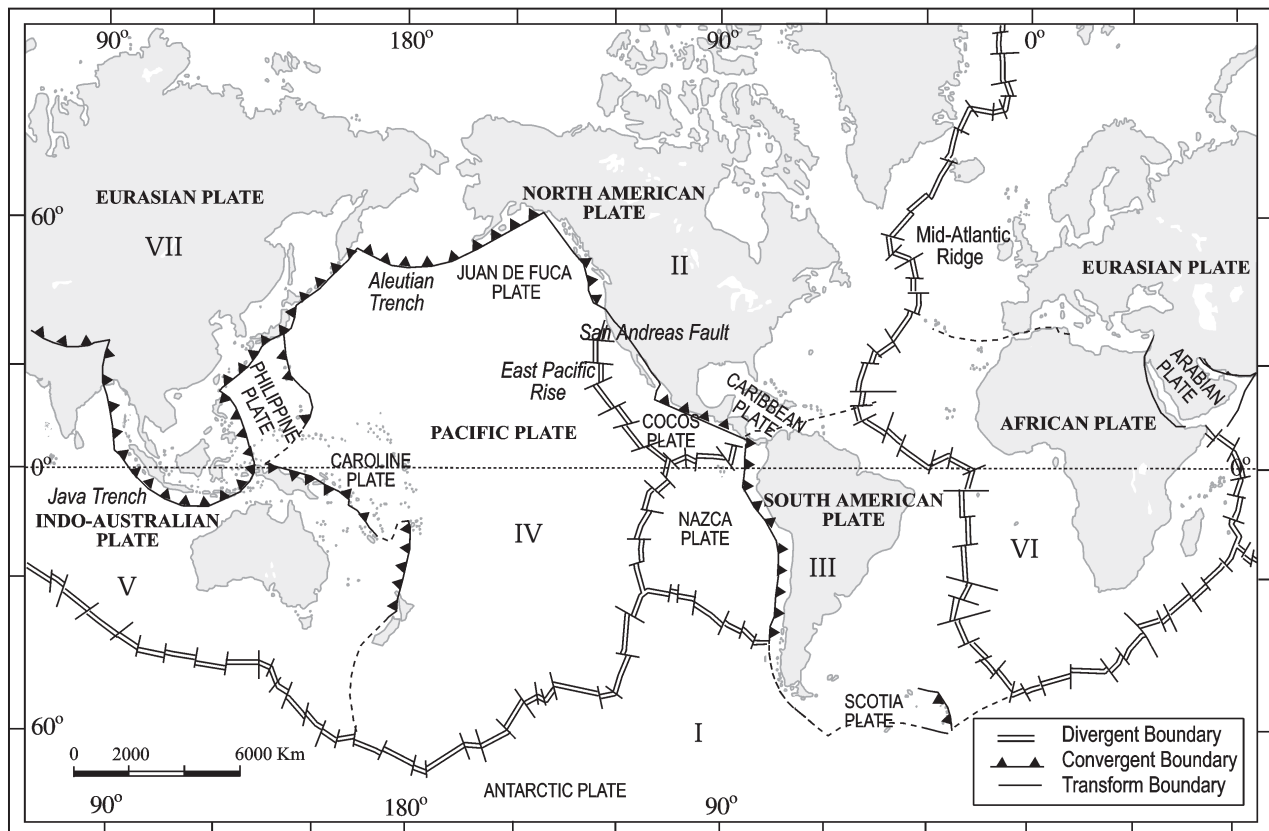 90°
180°
90°
0°
EURASIAN PLATE
VII
NORTH AMERICAN
PLATE
II
60°
Mid-Atlantic
Ridge
EURASIAN PLATE
Aleutian
Trench
JUAN DE FUCA
PLATE
San Andreas Fault
East Pacific
Rise
PHILIPPINE
PLATE
CARIBBEAN
PLATE
ARABIAN
PLATE
COCOS
PLATE
PACIFIC PLATE
AFRICAN PLATE
CAROLINE
PLATE
0°
0°
Java Trench
INDO-AUSTRALIAN
PLATE
V
IV
NAZCA
PLATE
SOUTH AMERICAN
PLATE
III
VI
SCOTIA
PLATE
60°
I
0 2000 6000 Km
ANTARCTIC PLATE
Divergent Boundary
Convergent Boundary
Transform Boundary
90°
180°
90°